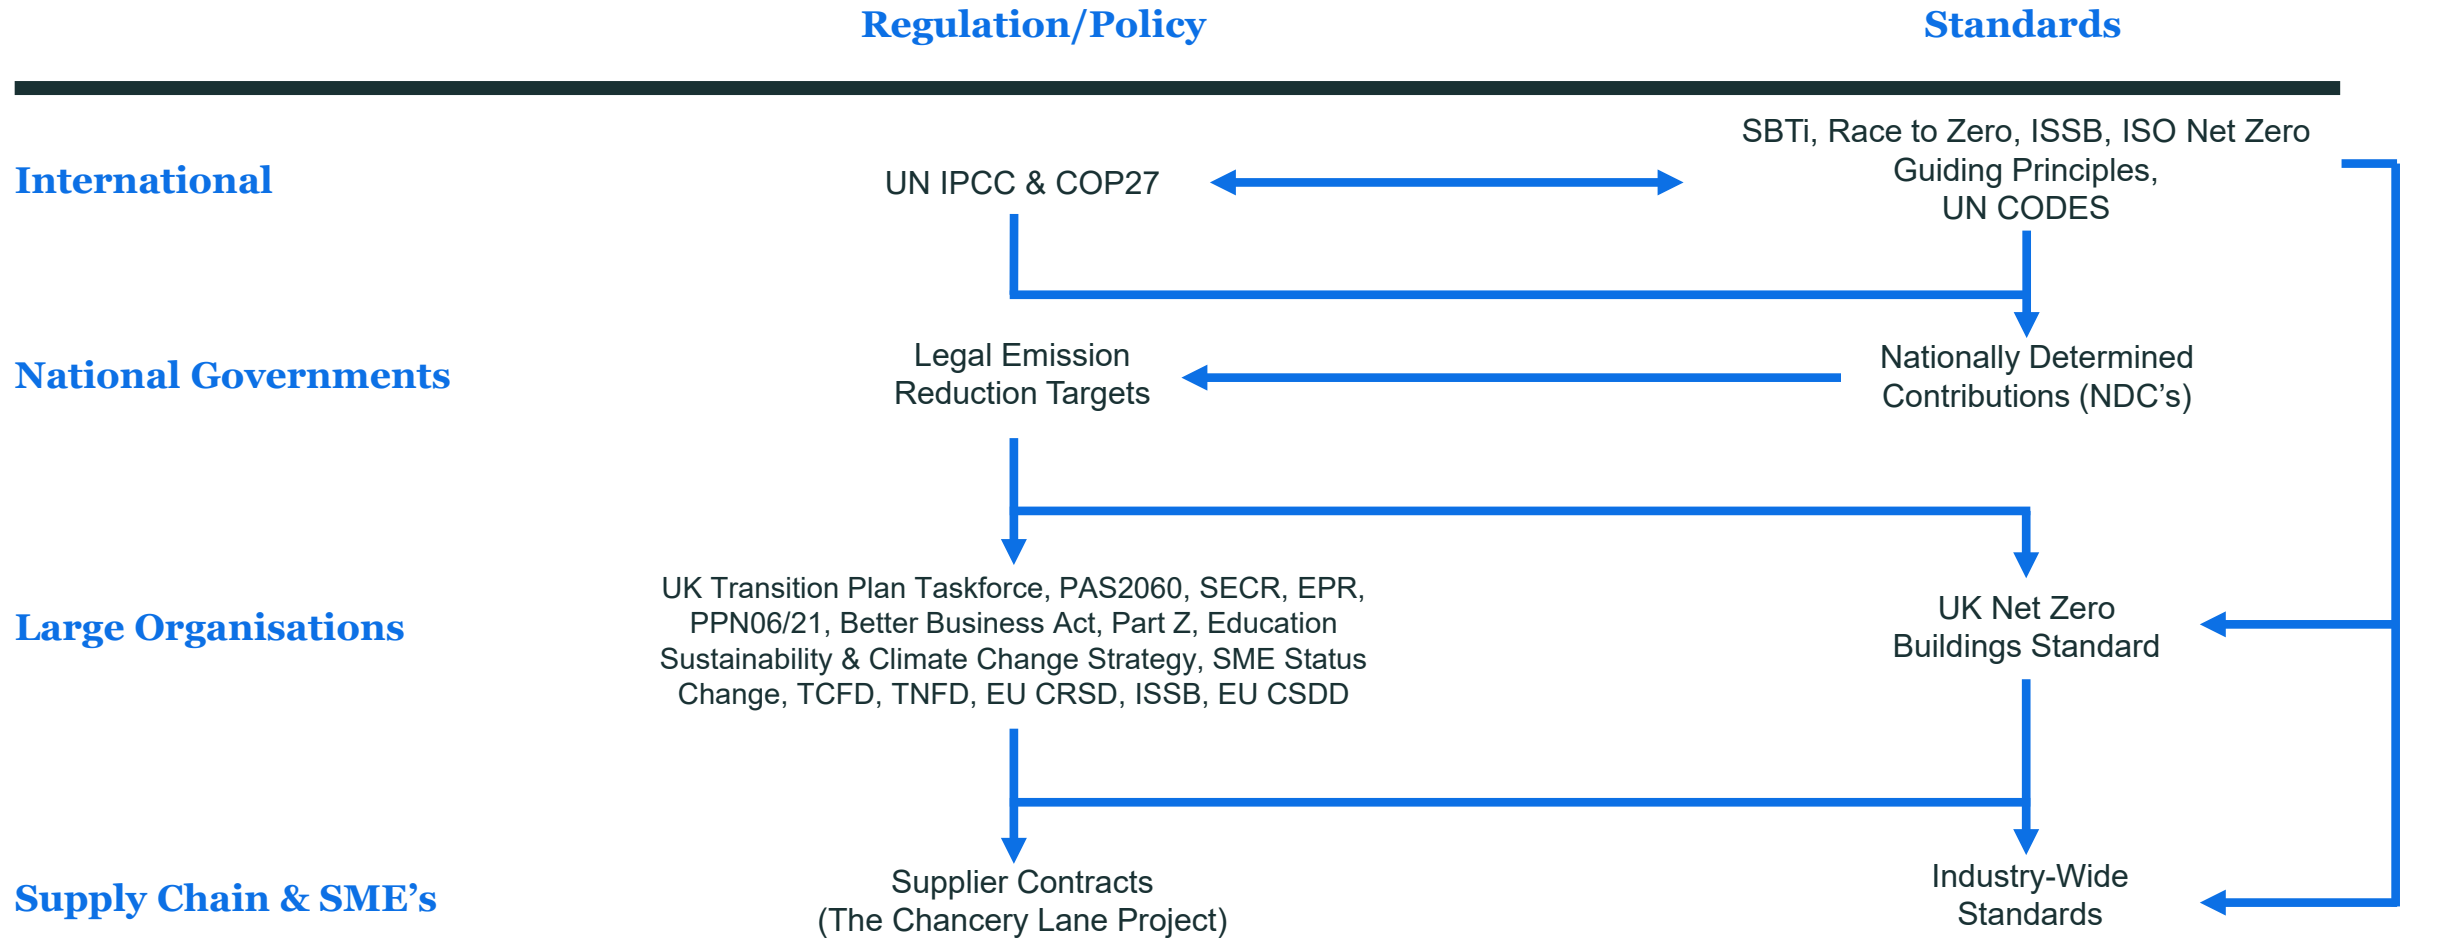 Regulation/Policy
Standards
International
UN IPCC & COP27
SBTi, Race to Zero, ISSB, ISO Net Zero
Guiding Principles,
UN CODES
National Governments
Legal Emission
Reduction Targets
Nationally Determined
Contributions (NDC’s)
Large Organisations
UK Transition Plan Taskforce, PAS2060, SECR, EPR,
PPN06/21, Better Business Act, Part Z, Education
Sustainability & Climate Change Strategy, SME Status
Change, TCFD, TNFD, EU CRSD, ISSB, EU CSDD
UK Net Zero
Buildings Standard
Supply Chain & SME’s
Supplier Contracts
(The Chancery Lane Project)
Industry-Wide
Standards